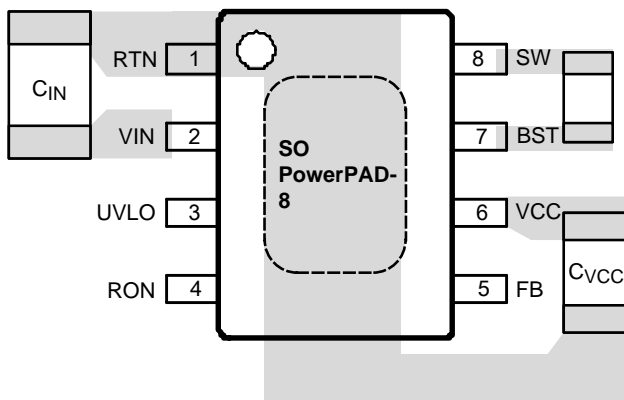 RTN 1
8 SW
CIN
VIN 2
7 BST
SO
PowerPAD-
8
UVLO 3
6 VCC
RON 4
5 FB
CVCC